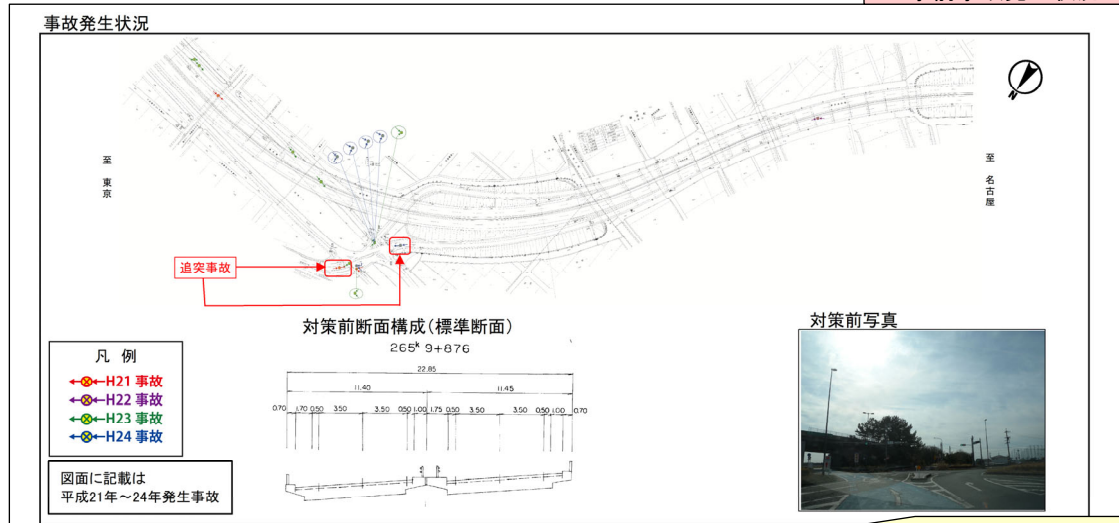 事故発生状況
N
至東京
至名古屋
追突事故
対策前断面構成(標準断面)
265k 9+876
22.85
11.40 11.45
0.70 1.70 0.50 3.50 3.50 0.50 1.00 1.75 0.50 3.50 3.50 0.50 1.00 0.70
対策前写真
凡 例
H21 事故
H22 事故
H23 事故
H24 事故
図面に記載は
平成21年~24年発生事故